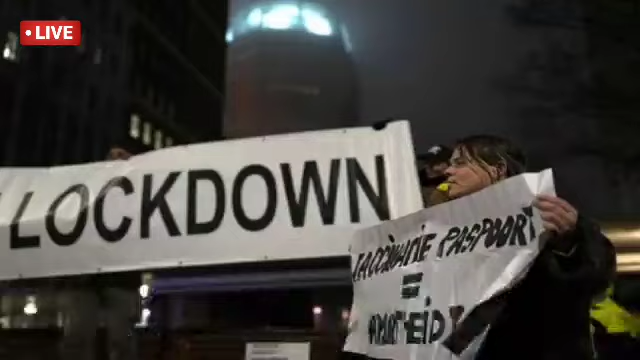 LIVE
LOCKDOWN
VACCINATIE PASPOORT
=
APARTHEID